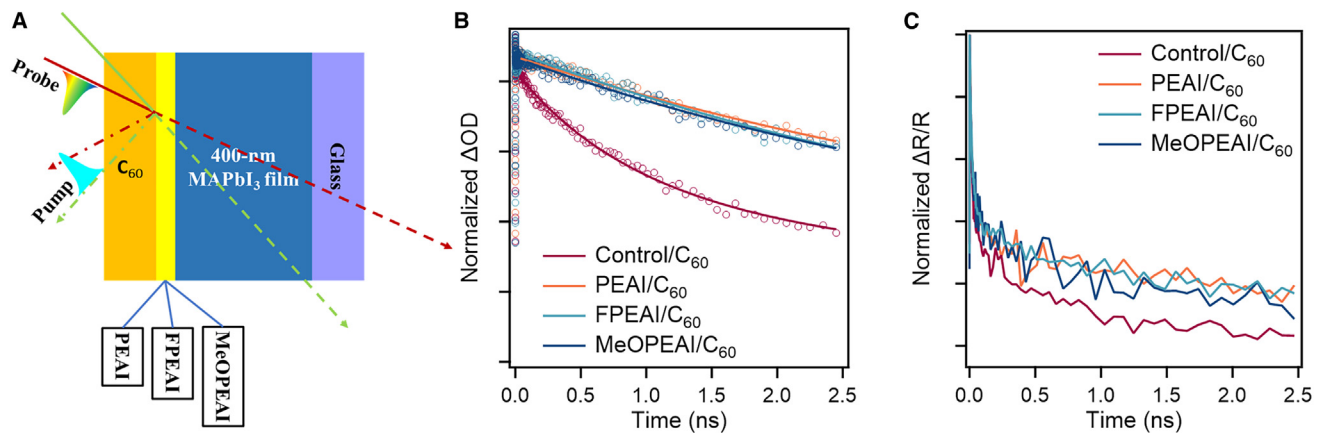 A
Probe
Pump
C₆₀
400-nm
MAPbI₃ film
Glass
PEAI
FPEAI
MeOPEAI
B
Normalized ΔOD
Control/C₆₀
PEAI/C₆₀
FPEAI/C₆₀
MeOPEAI/C₆₀
0.0 0.5 1.0 1.5 2.0 2.5
Time (ns)
C
Normalized ΔR/R
Control/C₆₀
PEAI/C₆₀
FPEAI/C₆₀
MeOPEAI/C₆₀
0.0 0.5 1.0 1.5 2.0 2.5
Time (ns)